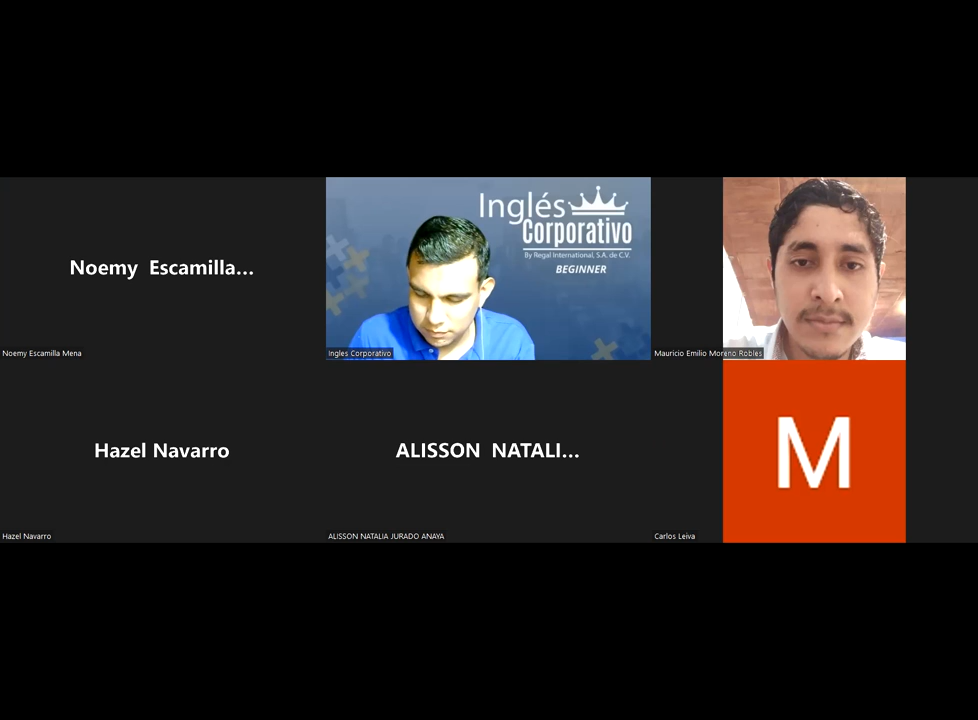 Noemy Escamilla...
Noemy Escamilla Mena
Inglés
Corporativo
By Regal International, S.A. de C.V.
BEGINNER
Ingles Corporativo
Mauricio Emilio Moreno Robles
Hazel Navarro
Hazel Navarro
ALISSON NATALI...
ALISSON NATALIA JURADO ANAYA
M
Carlos Leiva